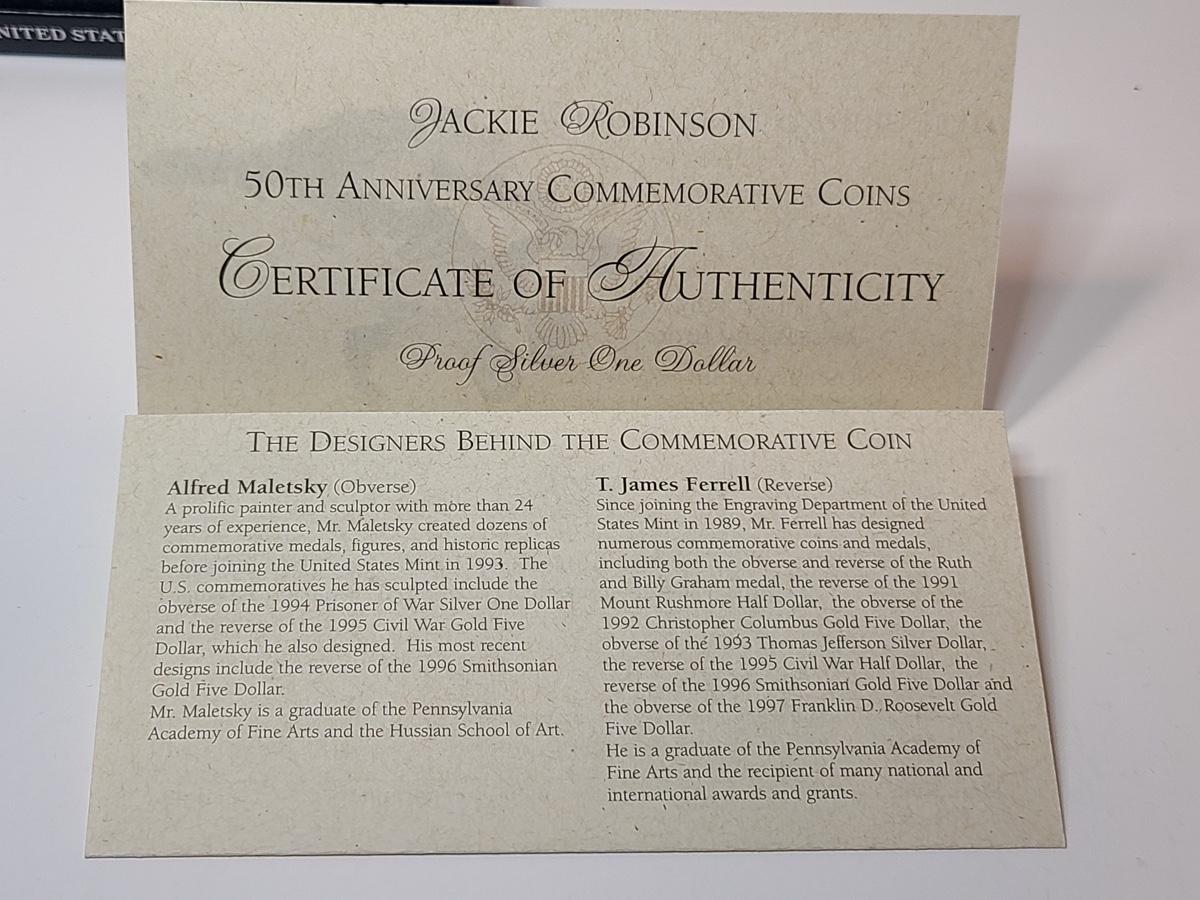 NITED STAT
JACKIE ROBINSON
50TH ANNIVERSARY COMMEMORATIVE COINS
CERTIFICATE OF AUTHENTICITY
Proof Silver One Dollar
THE DESIGNERS BEHIND THE COMMEMORATIVE COIN
Alfred Maletsky (Obverse)
A prolific painter and sculptor with more than 24
years of experience, Mr. Maletsky created dozens of
commemorative medals, figures, and historic replicas
before joining the United States Mint in 1993. The
U.S. commemoratives he has sculpted include the
obverse of the 1994 Prisoner of War Silver One Dollar
and the reverse of the 1995 Civil War Gold Five
Dollar, which he also designed. His most recent
designs include the reverse of the 1996 Smithsonian
Gold Five Dollar.
Mr. Maletsky is a graduate of the Pennsylvania
Academy of Fine Arts and the Hussian School of Art.
T. James Ferrell (Reverse)
Since joining the Engraving Department of the United
States Mint in 1989, Mr. Ferrell has designed
numerous commemorative coins and medals,
including both the obverse and reverse of the Ruth
and Billy Graham medal, the reverse of the 1991
Mount Rushmore Half Dollar, the obverse of the
1992 Christopher Columbus Gold Five Dollar, the
obverse of the 1993 Thomas Jefferson Silver Dollar,
the reverse of the 1995 Civil War Half Dollar, the
reverse of the 1996 Smithsonian Gold Five Dollar and
the obverse of the 1997 Franklin D. Roosevelt Gold
Five Dollar.
He is a graduate of the Pennsylvania Academy of
Fine Arts and the recipient of many national and
international awards and grants.